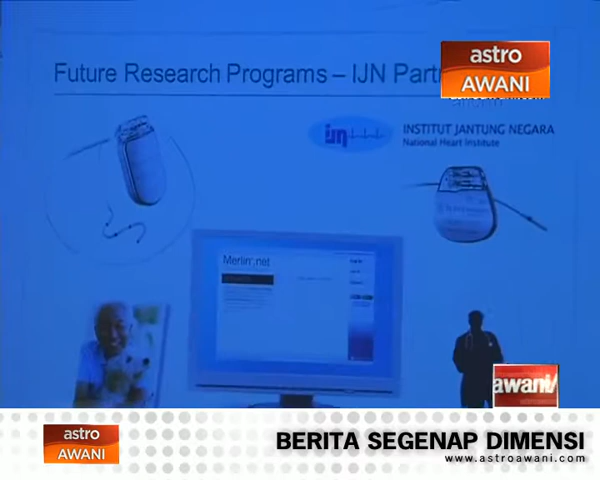 astro
AWANI
Future Research Programs – IJN Part
ijn
INSTITUT JANTUNG NEGARA
National Heart Institute
Merlin.net
awani/
astro
AWANI
BERITA SEGENAP DIMENSI
www.astroawani.com